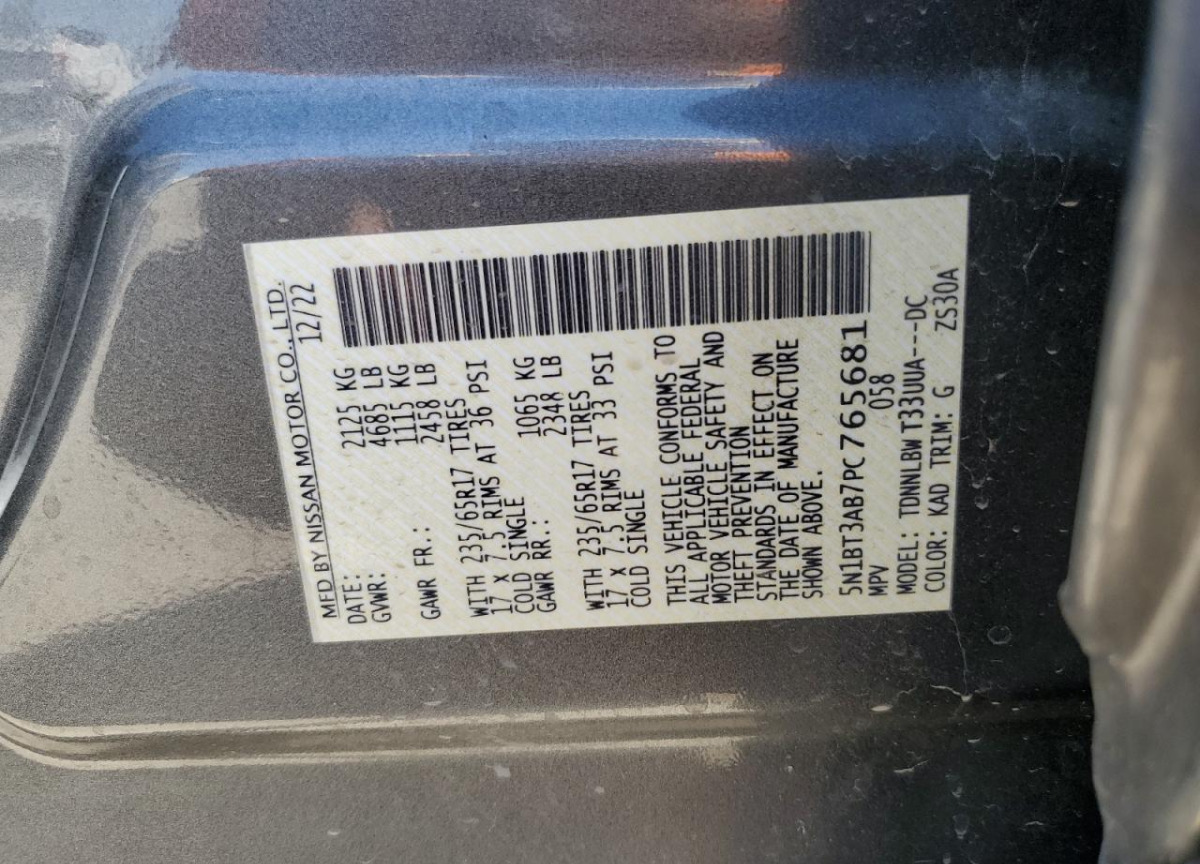 MFD BY NISSAN MOTOR CO., LTD.
DATE: 12/22
GVWR: 2125 KG
4685 LB
1115 KG
GAWR FR.: 2458 LB
WITH 235/65R17 TIRES
17 x 7.5 RIMS AT 36 PSI
COLD SINGLE
GAWR RR.: 1065 KG
2348 LB
WITH 235/65R17 TIRES
17 x 7.5 RIMS AT 33 PSI
COLD SINGLE
THIS VEHICLE CONFORMS TO
ALL APPLICABLE FEDERAL
MOTOR VEHICLE SAFETY AND
THEFT PREVENTION
STANDARDS IN EFFECT ON
THE DATE OF MANUFACTURE
SHOWN ABOVE.
5N1BT3AB7PC765681
MPV 058
MODEL: TDNNLBW T33UUA---DC
COLOR: KAD TRIM: G ZS30A